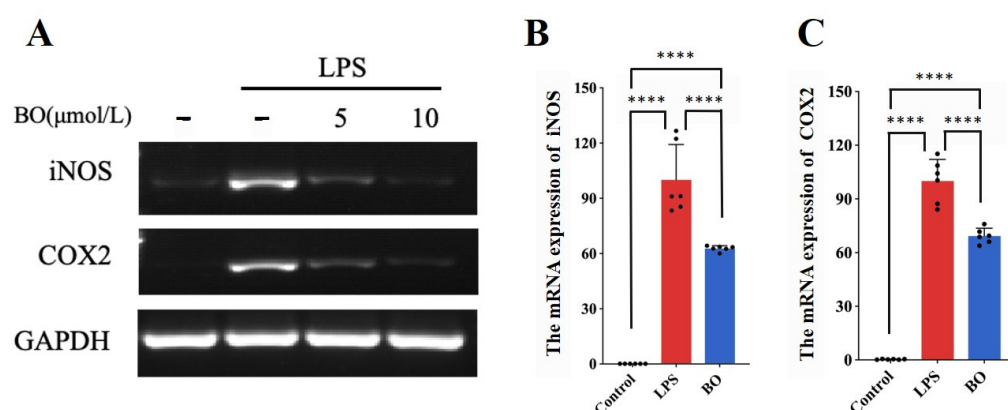 A
LPS
BO(μmol/L) - - 5 10
iNOS
COX2
GAPDH
B
The mRNA expression of iNOS
150
120
90
60
30
0
****
**** ****
Control LPS BO
C
The mRNA expression of COX2
150
120
90
60
30
0
****
**** ****
Control LPS BO